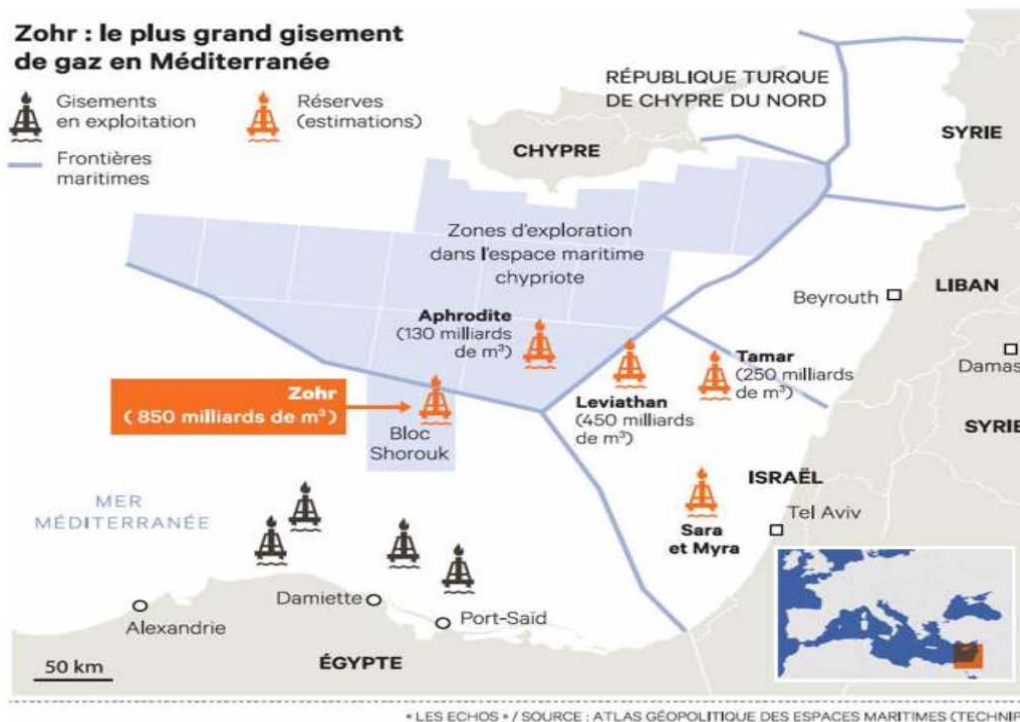 Zohr : le plus grand gisement
de gaz en Méditerranée
Gisements
en exploitation
Réserves
(estimations)
Frontières
maritimes
RÉPUBLIQUE TURQUE
DE CHYPRE DU NORD
SYRIE
CHYPRE
Zones d'exploration
dans l'espace maritime
chypriote
Beyrouth
LIBAN
Aphrodite
(130 milliards
de m³)
Damas
Tamar
(250 milliards
de m³)
Zohr
( 850 milliards de m³)
Leviathan
(450 milliards
de m³)
SYRIE
Bloc
Shorouk
ISRAËL
MER
MÉDITERRANÉE
Tel Aviv
Sara
et Myra
Damiette
Port-Saïd
Alexandrie
50 km
ÉGYPTE
« LES ECHOS » / SOURCE : ATLAS GÉOPOLITIQUE DES ESPACES MARITIMES (TECHNIP